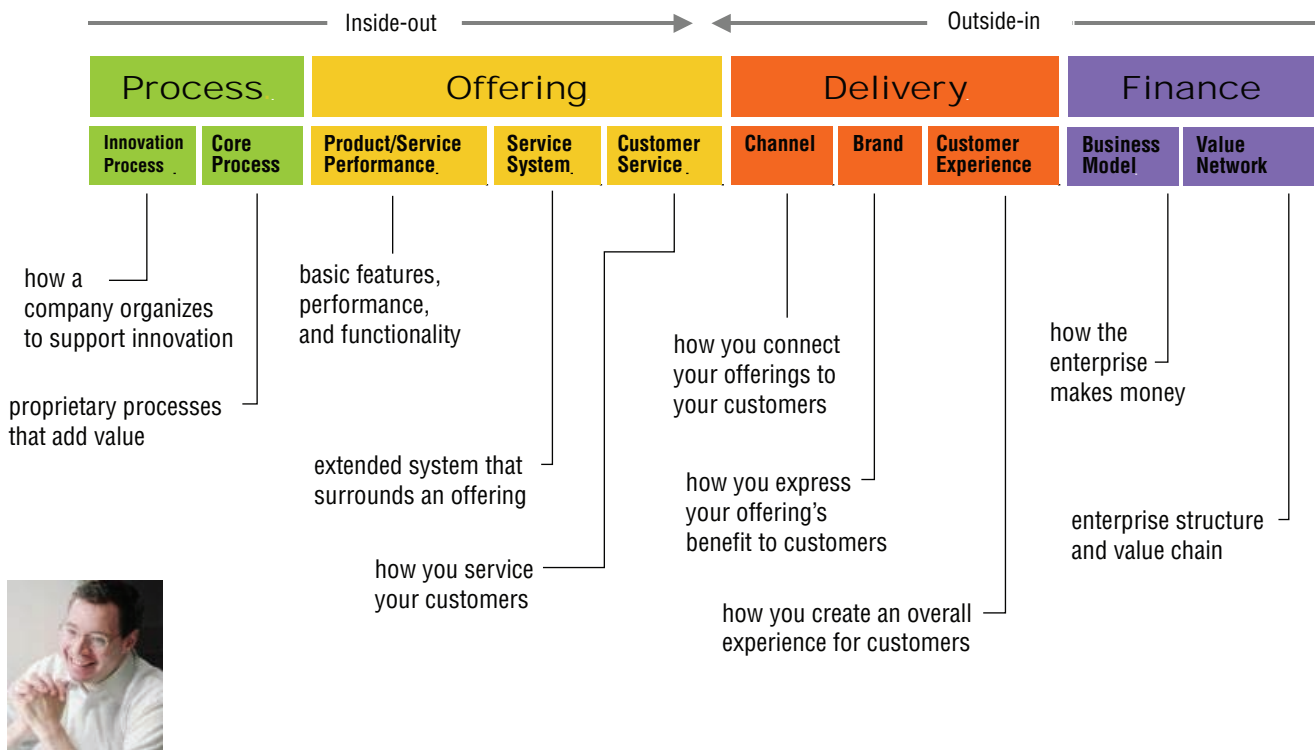 Inside-out
Outside-in
Process
Offering
Delivery
Finance
Innovation
Process
Core
Process
Product/Service
Performance
Service
System
Customer
Service
Channel
Brand
Customer
Experience
Business
Model
Value
Network
how a
company organizes
to support innovation
proprietary processes
that add value
basic features,
performance,
and functionality
extended system that
surrounds an offering
how you service
your customers
how you connect
your offerings to
your customers
how you express
your offering’s
benefit to customers
how you create an overall
experience for customers
how the
enterprise
makes money
enterprise structure
and value chain